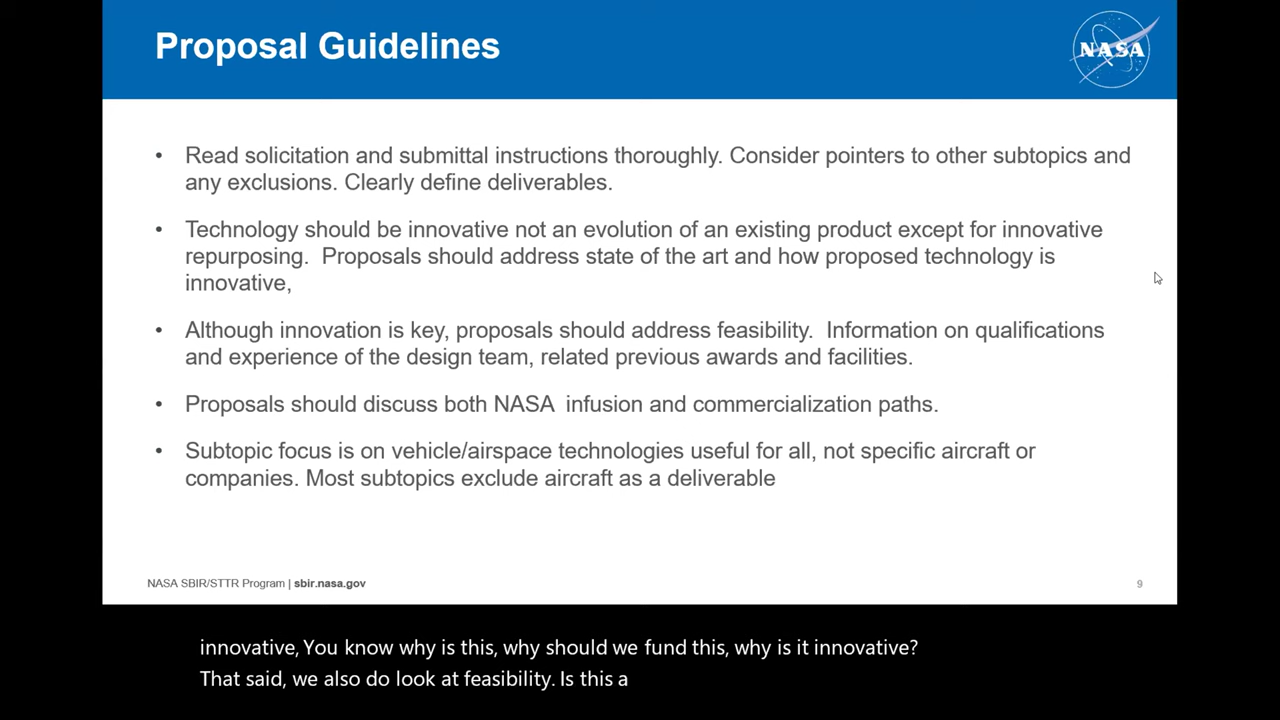 Proposal Guidelines
NASA
• Read solicitation and submittal instructions thoroughly. Consider pointers to other subtopics and
any exclusions. Clearly define deliverables.
• Technology should be innovative not an evolution of an existing product except for innovative
repurposing.  Proposals should address state of the art and how proposed technology is
innovative,
• Although innovation is key, proposals should address feasibility.  Information on qualifications
and experience of the design team, related previous awards and facilities.
• Proposals should discuss both NASA  infusion and commercialization paths.
• Subtopic focus is on vehicle/airspace technologies useful for all, not specific aircraft or
companies. Most subtopics exclude aircraft as a deliverable
NASA SBIR/STTR Program | sbir.nasa.gov
9
innovative, You know why is this, why should we fund this, why is it innovative?
That said, we also do look at feasibility. Is this a